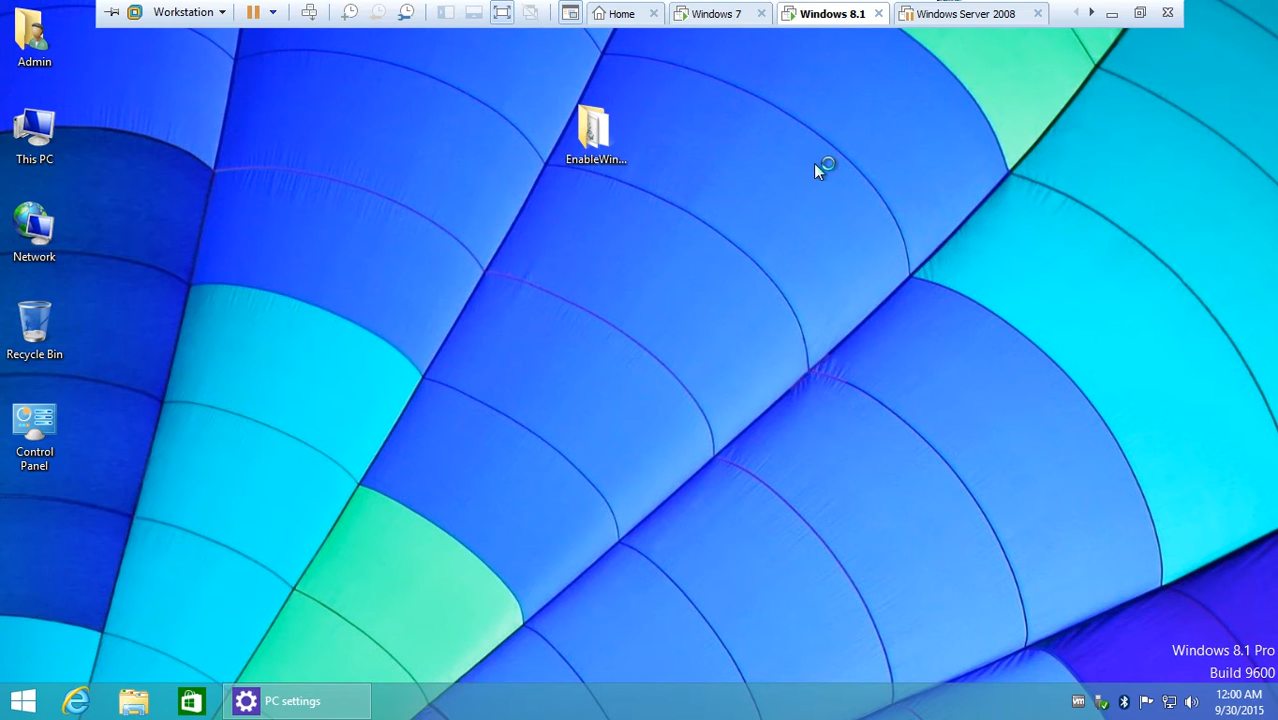 Workstation
Home
Windows 7
Windows 8.1
Windows Server 2008
Admin
This PC
Network
Recycle Bin
Control
Panel
EnableWin...
Windows 8.1 Pro
Build 9600
PC settings
vm
12:00 AM
9/30/2015